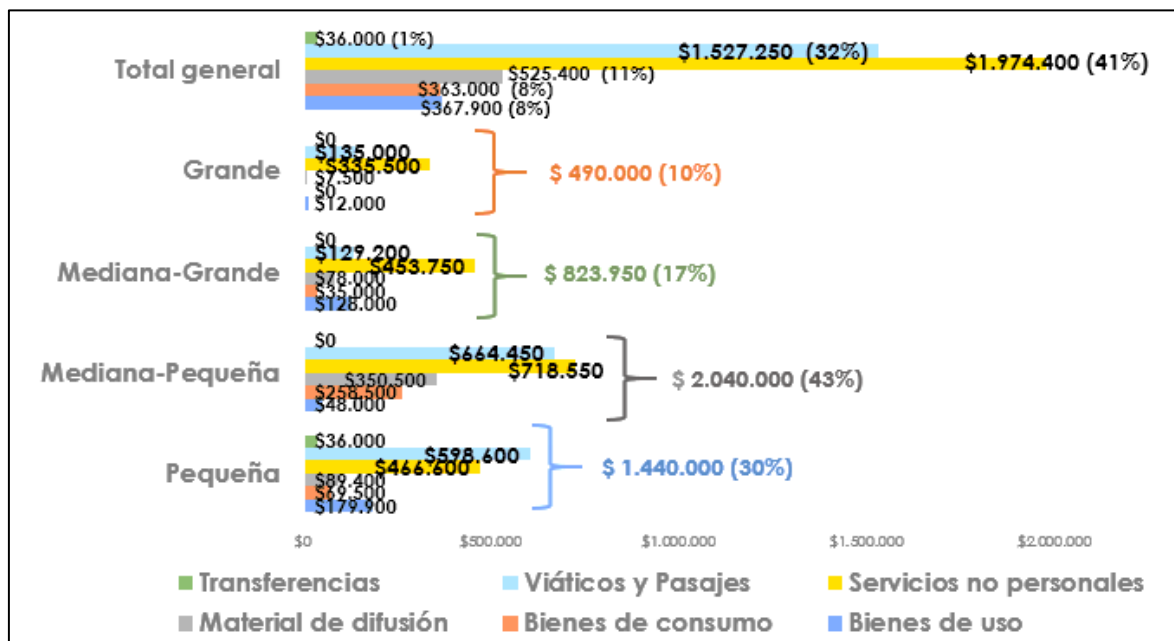 $36.000 (1%)
$1.527.250 (32%)
Total general
$1.974.400 (41%)
$525.400 (11%)
$363.000 (8%)
$367.900 (8%)
$0
$135.000
Grande
$335.500
$ 490.000 (10%)
$7.500
$0
$12.000
$0
$129.200
Mediana-Grande
$453.750
$ 823.950 (17%)
$78.000
$35.000
$128.000
$0
$664.450
Mediana-Pequeña
$718.550
$ 2.040.000 (43%)
$350.500
$258.500
$48.000
$36.000
$598.600
Pequeña
$466.600
$ 1.440.000 (30%)
$89.400
$69.500
$179.900
$0 $500.000 $1.000.000 $1.500.000 $2.000.000
Transferencias Viáticos y Pasajes Servicios no personales
Material de difusión Bienes de consumo Bienes de uso